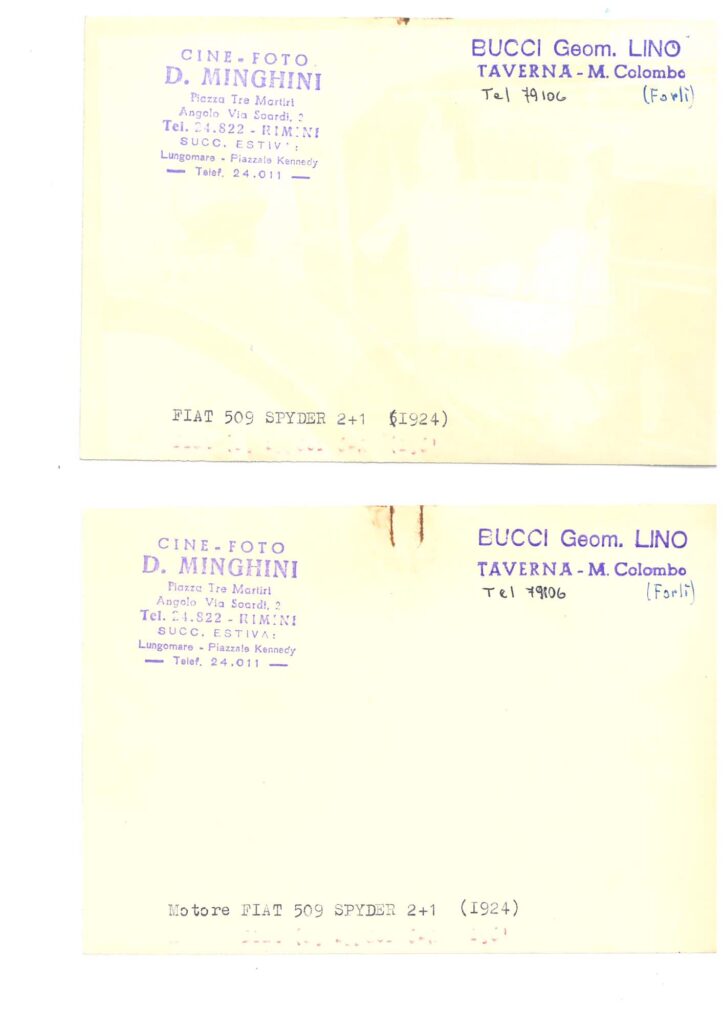 CINE - FOTO
D. MINGHINI
Piazza Tre Martiri
Angolo Via Soardi, 2
Tel. 24.822 - RIMINI
SUCC. ESTIV
Lungomare - Piazzale Kennedy
— Telef. 24.011 —
BUCCI Geom. LINO
TAVERNA - M. Colombo
Tel 79106 (Forlì)
FIAT 509 SPYDER 2+1 (I924)
CINE - FOTO
D. MINGHINI
Piazza Tre Martiri
Angolo Via Soardi, 2
Tel. 24.822 - RIMINI
SUCC. ESTIVA:
Lungomare - Piazzale Kennedy
— Telef. 24.011 —
BUCCI Geom. LINO
TAVERNA - M. Colombo
Tel 79106 (Forlì)
Motore FIAT 509 SPYDER 2+1 (I924)